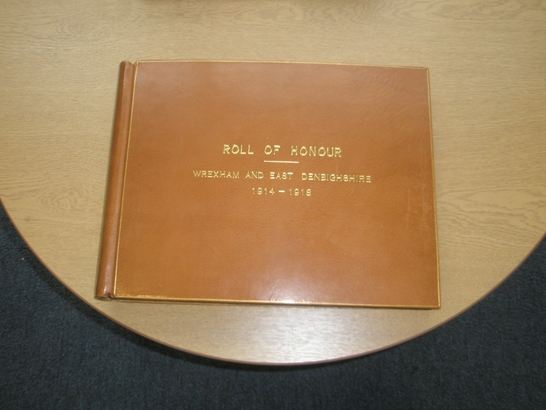 ROLL OF HONOUR
WREXHAM AND EAST DENBIGHSHIRE
1914 - 1918